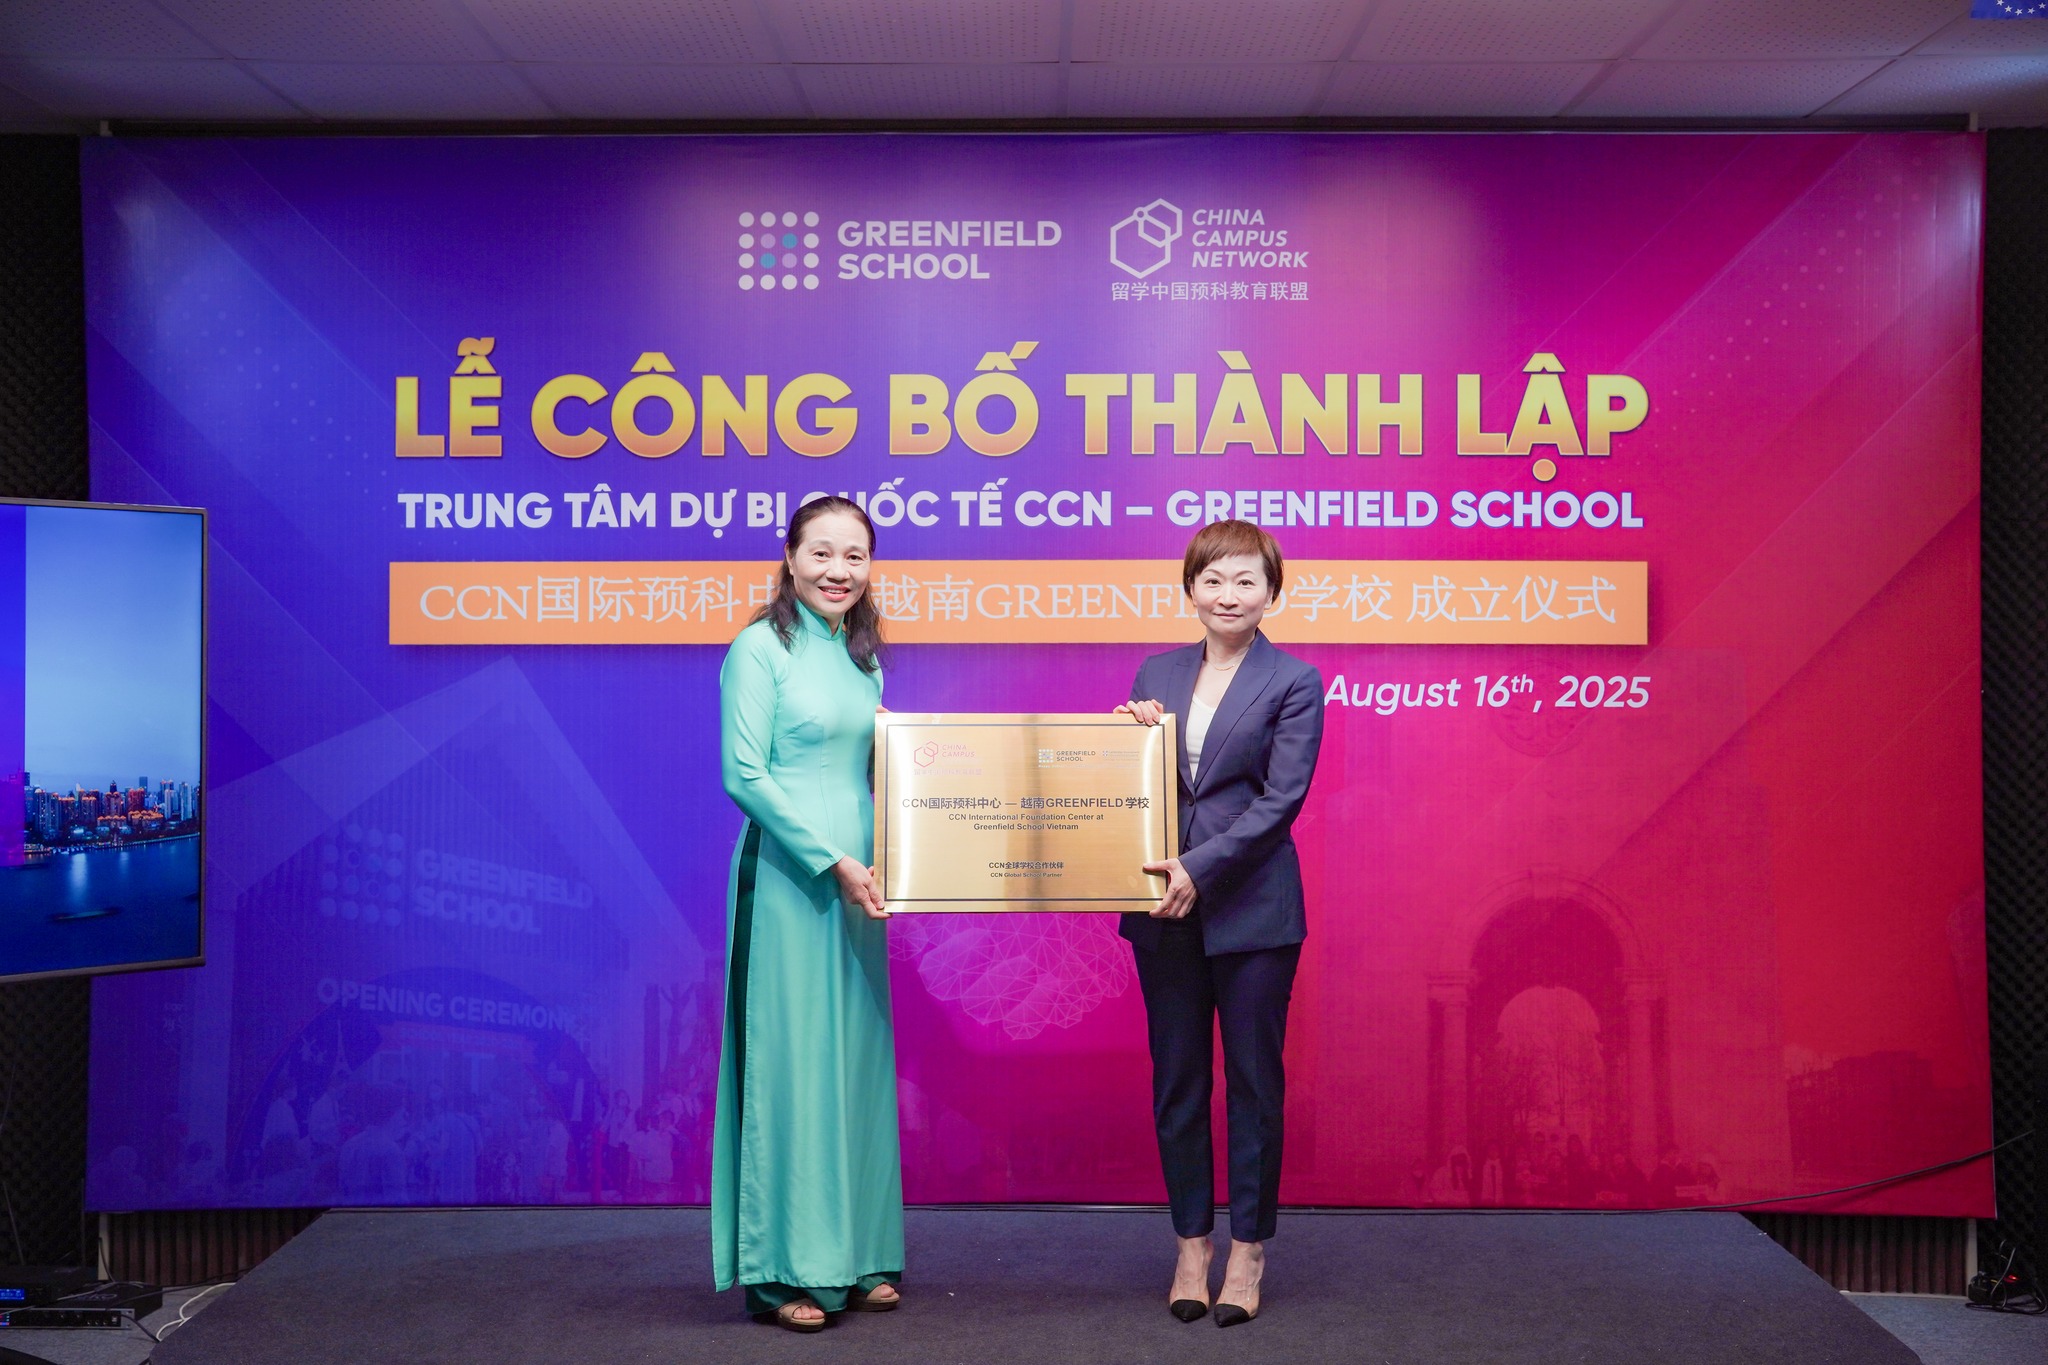 GREENFIELD
SCHOOL
CHINA
CAMPUS
NETWORK
留学中国预科教育联盟
LỄ CÔNG BỐ THÀNH LẬP
TRUNG TÂM DỰ BỊ QUỐC TẾ CCN – GREENFIELD SCHOOL
CCN国际预科中 越南GREENFIELD学校 成立仪式
August 16th, 2025
CHINA
CAMPUS
GREENFIELD
SCHOOL
CCN国际预科中心 — 越南GREENFIELD学校
CCN International Foundation Center at
Greenfield School Vietnam
CCN全球学校合作伙伴
CCN Global School Partner
GREENFIELD
SCHOOL
OPENING CEREMONY